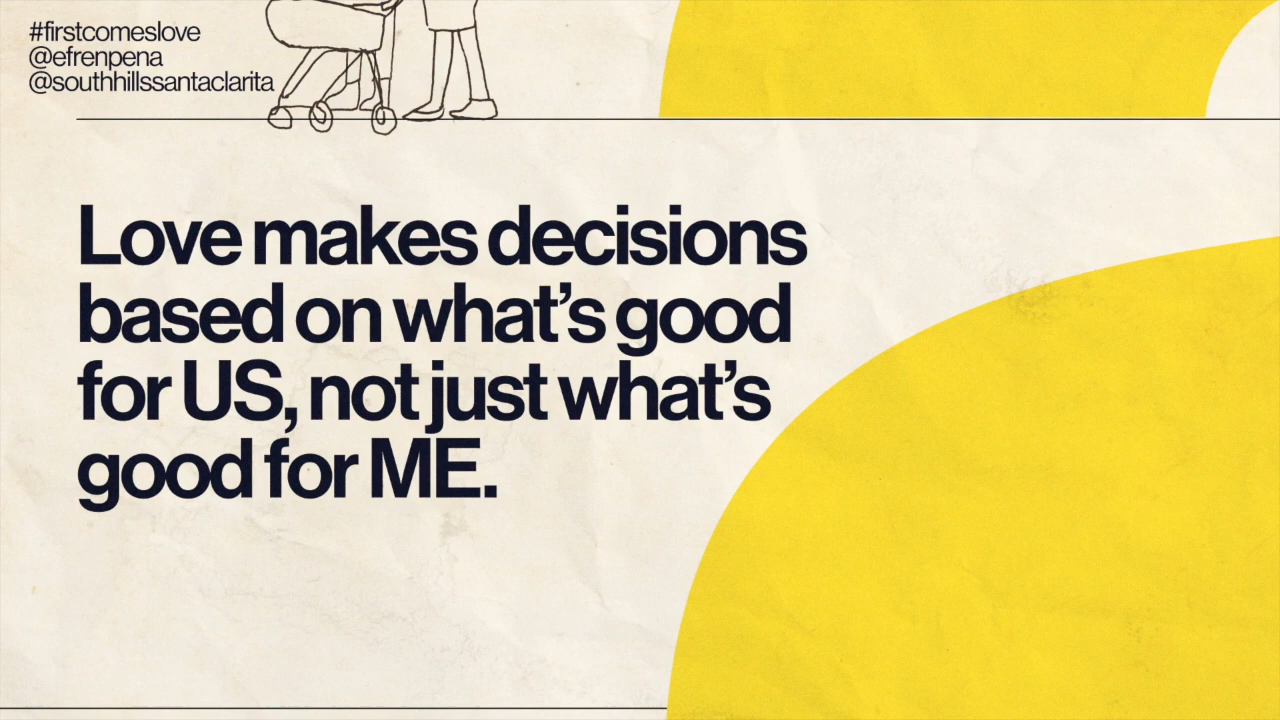 #firstcomeslove
@efrenpena
@southhillssantaclarita
Love makes decisions
based on what’s good
for US, not just what’s
good for ME.